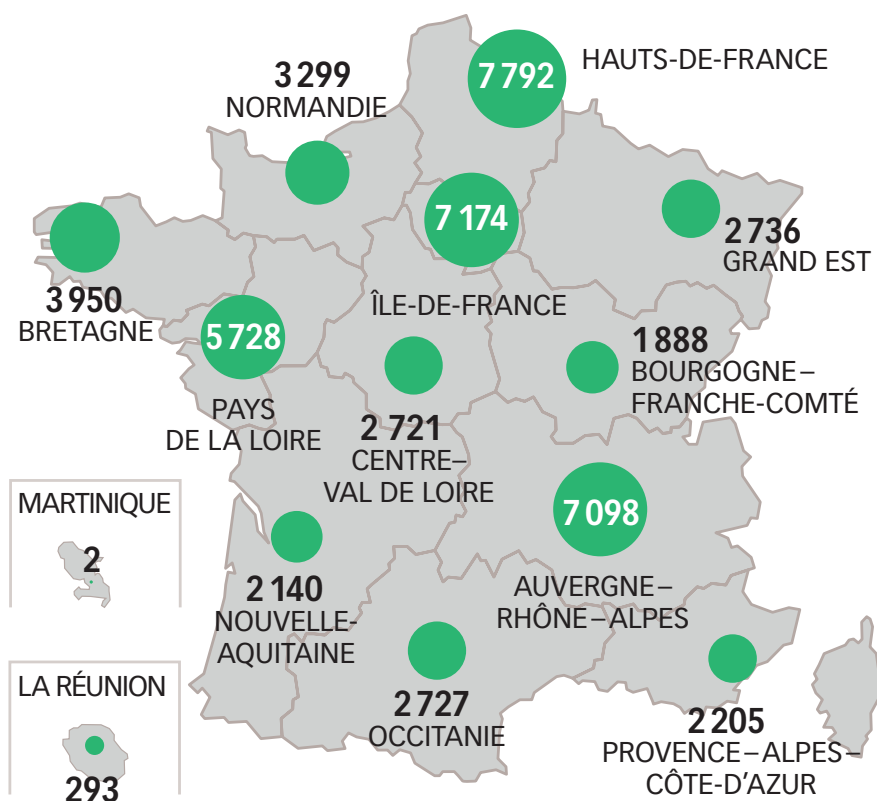 7 792
HAUTS-DE-FRANCE
3 299
NORMANDIE
7 174
ÎLE-DE-FRANCE
2 736
GRAND EST
3 950
BRETAGNE
5 728
PAYS
DE LA LOIRE
2 721
CENTRE–
VAL DE LOIRE
1 888
BOURGOGNE–
FRANCHE-COMTÉ
7 098
AUVERGNE–
RHÔNE–ALPES
MARTINIQUE
2
2 140
NOUVELLE-
AQUITAINE
2 727
OCCITANIE
2 205
PROVENCE–ALPES–
CÔTE-D'AZUR
LA RÉUNION
293